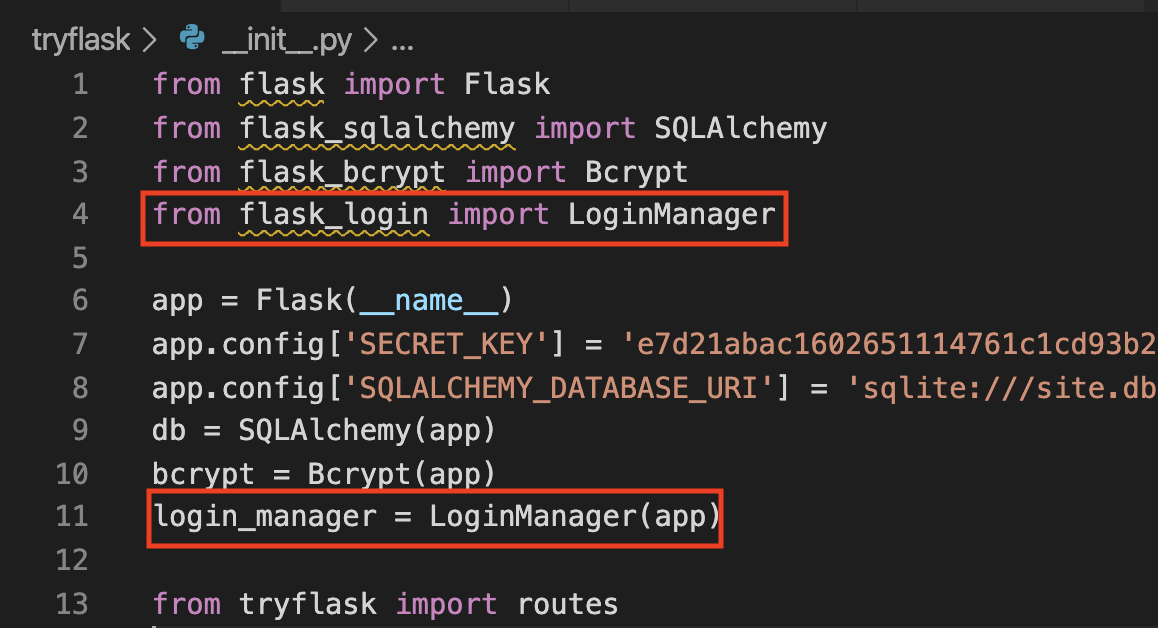 tryflask > __init__.py > ...
1 from flask import Flask
2 from flask_sqlalchemy import SQLAlchemy
3 from flask_bcrypt import Bcrypt
4 from flask_login import LoginManager
5
6 app = Flask(__name__)
7 app.config['SECRET_KEY'] = 'e7d21abac1602651114761c1cd93b2
8 app.config['SQLALCHEMY_DATABASE_URI'] = 'sqlite:///site.db
9 db = SQLAlchemy(app)
10 bcrypt = Bcrypt(app)
11 login_manager = LoginManager(app)
12
13 from tryflask import routes